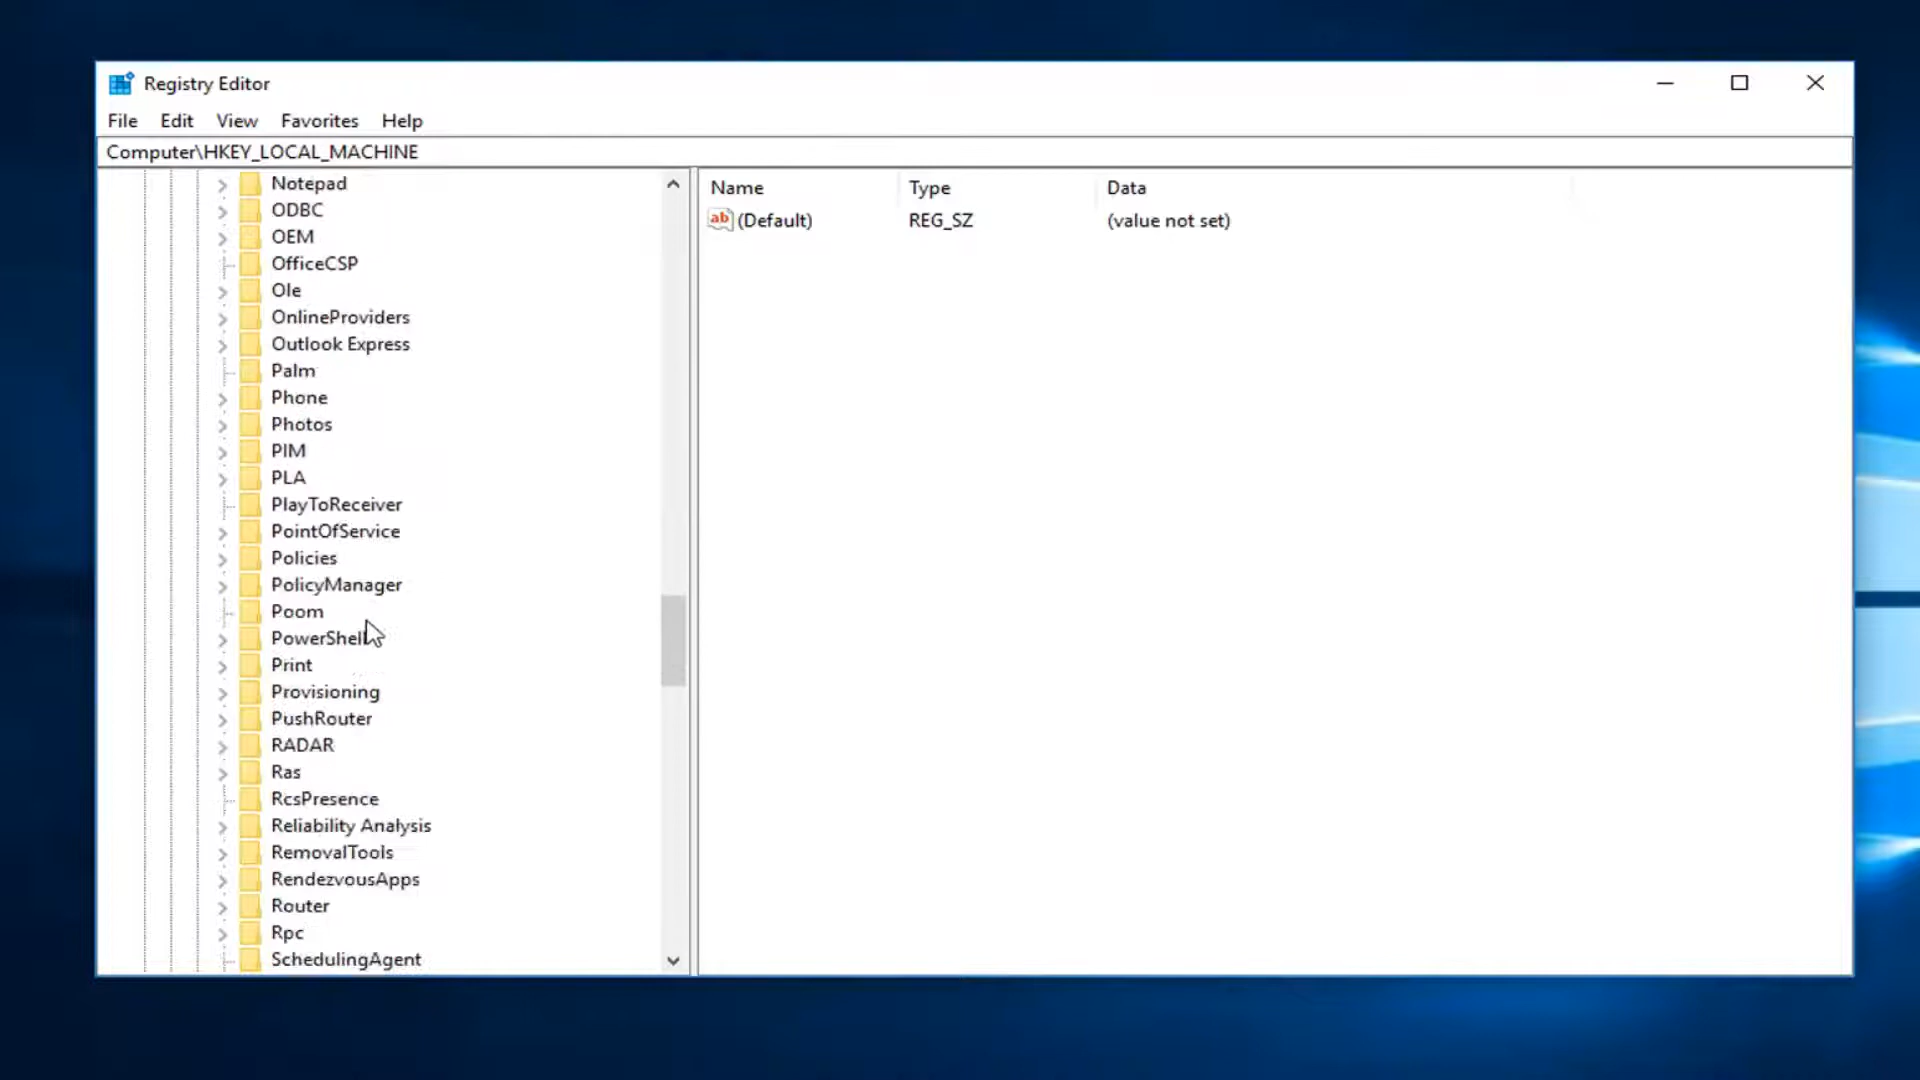 Registry Editor
File Edit View Favorites Help
Computer\HKEY_LOCAL_MACHINE
Notepad
ODBC
OEM
OfficeCSP
Ole
OnlineProviders
Outlook Express
Palm
Phone
Photos
PIM
PLA
PlayToReceiver
PointOfService
Policies
PolicyManager
Poom
PowerShell
Print
Provisioning
PushRouter
RADAR
Ras
RcsPresence
Reliability Analysis
RemovalTools
RendezvousApps
Router
Rpc
SchedulingAgent
Name Type Data
ab (Default) REG_SZ (value not set)